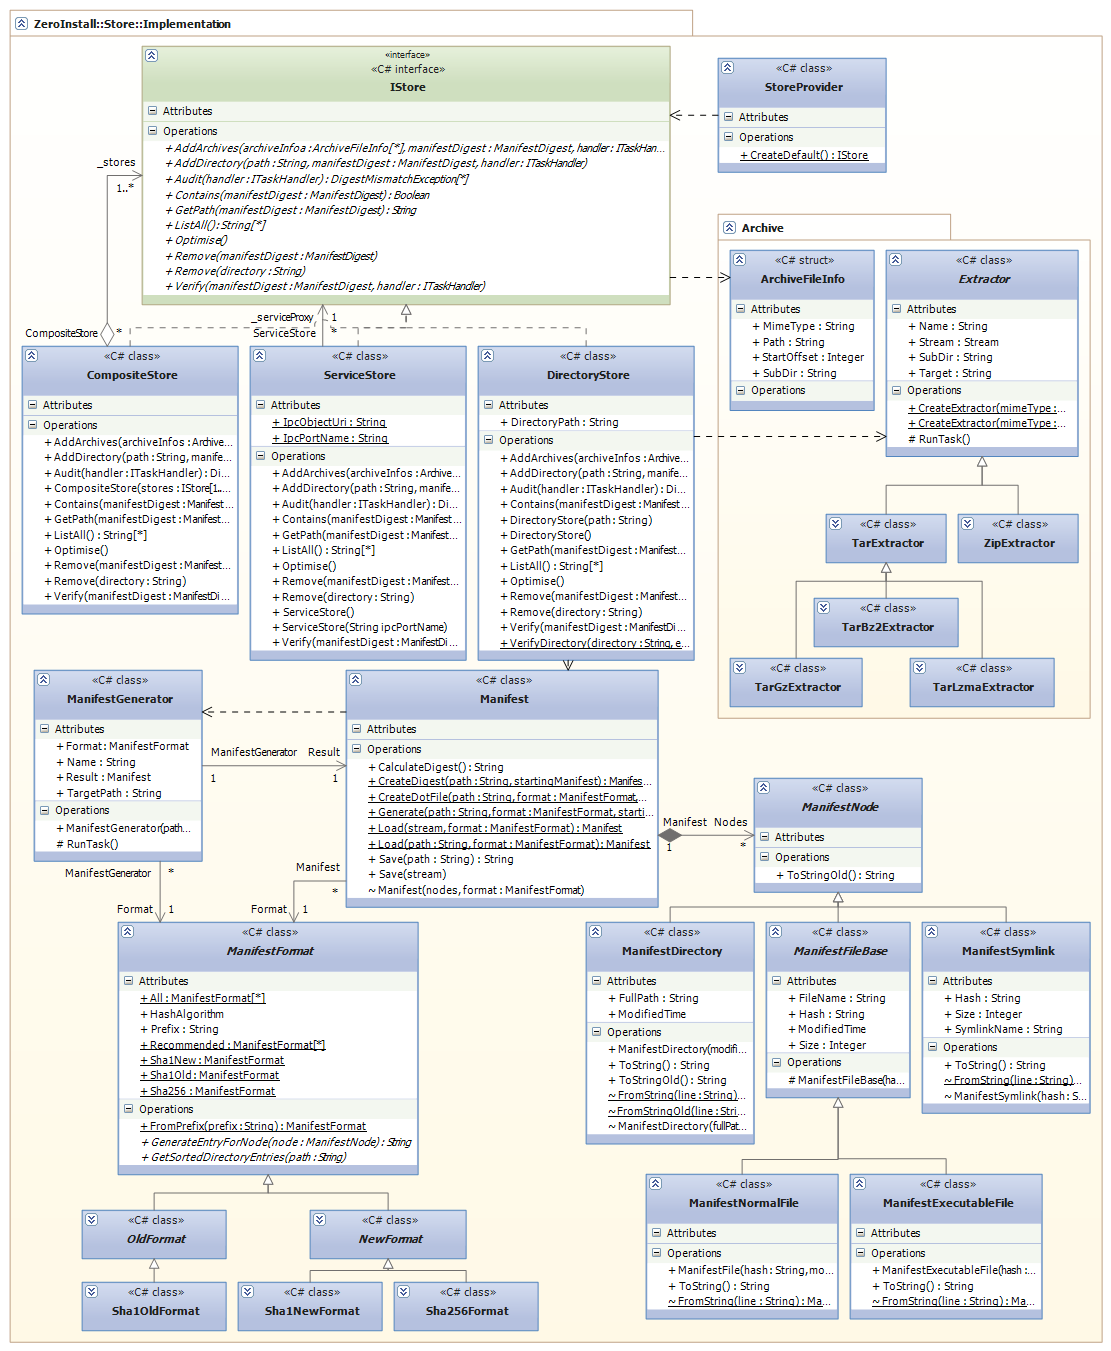 ZeroInstall::Store::Implementation
«interface»
«C# interface»
IStore
Attributes
Operations
+ AddArchives(archiveInfoa : ArchiveFileInfo[*], manifestDigest : ManifestDigest, handler : ITaskHan...
+ AddDirectory(path : String, manifestDigest : ManifestDigest, handler : ITaskHandler)
+ Audit(handler : ITaskHandler) : DigestMismatchException[*]
+ Contains(manifestDigest : ManifestDigest) : Boolean
+ GetPath(manifestDigest : ManifestDigest) : String
+ ListAll() : String[*]
+ Optimise()
+ Remove(manifestDigest : ManifestDigest)
+ Remove(directory : String)
+ Verify(manifestDigest : ManifestDigest, handler : ITaskHandler)
«C# class»
StoreProvider
Attributes
Operations
+ CreateDefault() : IStore
_stores
1..*
CompositeStore
*
_serviceProxy
1
ServiceStore
*
Archive
«C# struct»
ArchiveFileInfo
Attributes
+ MimeType : String
+ Path : String
+ StartOffset : Integer
+ SubDir : String
Operations
«C# class»
Extractor
Attributes
+ Name : String
+ Stream : Stream
+ SubDir : String
+ Target : String
Operations
+ CreateExtractor(mimeType : ...
+ CreateExtractor(mimeType : ...
# RunTask()
«C# class»
TarExtractor
«C# class»
ZipExtractor
«C# class»
TarBz2Extractor
«C# class»
TarGzExtractor
«C# class»
TarLzmaExtractor
«C# class»
CompositeStore
Attributes
Operations
+ AddArchives(archiveInfos : Archive...
+ AddDirectory(path : String, manifes...
+ Audit(handler : ITaskHandler) : Di...
+ CompositeStore(stores : IStore[1...
+ Contains(manifestDigest : Manifest...
+ GetPath(manifestDigest : Manifest...
+ ListAll() : String[*]
+ Optimise()
+ Remove(manifestDigest : Manifest...
+ Remove(directory : String)
+ Verify(manifestDigest : ManifestDi...
«C# class»
ServiceStore
Attributes
+ IpcObjectUri : String
+ IpcPortName : String
Operations
+ AddArchives(archiveInfos : Archive...
+ AddDirectory(path : String, manife...
+ Audit(handler : ITaskHandler) : Di...
+ Contains(manifestDigest : Manifest...
+ GetPath(manifestDigest : Manifest...
+ ListAll() : String[*]
+ Optimise()
+ Remove(manifestDigest : Manifest...
+ Remove(directory : String)
+ ServiceStore()
+ ServiceStore(String ipcPortName)
+ Verify(manifestDigest : ManifestDi...
«C# class»
DirectoryStore
Attributes
+ DirectoryPath : String
Operations
+ AddArchives(archiveInfos : Archive...
+ AddDirectory(path : String, manifes...
+ Audit(handler : ITaskHandler) : Di...
+ Contains(manifestDigest : Manifest...
+ DirectoryStore(path : String)
+ DirectoryStore()
+ GetPath(manifestDigest : Manifest...
+ ListAll() : String[*]
+ Optimise()
+ Remove(manifestDigest : Manifest...
+ Remove(directory : String)
+ Verify(manifestDigest : ManifestDi...
+ VerifyDirectory(directory : String, e...
«C# class»
ManifestGenerator
Attributes
+ Format : ManifestFormat
+ Name : String
+ Result : Manifest
+ TargetPath : String
Operations
+ ManifestGenerator(path...
# RunTask()
ManifestGenerator
Result
1
1
«C# class»
Manifest
Attributes
Operations
+ CalculateDigest() : String
+ CreateDigest(path : String, startingManifest) : Manifes...
+ CreateDotFile(path : String, format : ManifestFormat, ...
+ Generate(path : String, format : ManifestFormat, starti...
+ Load(stream, format : ManifestFormat) : Manifest
+ Load(path : String, format : ManifestFormat) : Manifest
+ Save(path : String) : String
+ Save(stream)
~ Manifest(nodes, format : ManifestFormat)
Manifest
Nodes
1
*
«C# class»
ManifestNode
Attributes
Operations
+ ToStringOld() : String
ManifestGenerator
*
Format
1
Manifest
*
Format
1
«C# class»
ManifestFormat
Attributes
+ All : ManifestFormat[*]
+ HashAlgorithm
+ Prefix : String
+ Recommended : ManifestFormat[*]
+ Sha1New : ManifestFormat
+ Sha1Old : ManifestFormat
+ Sha256 : ManifestFormat
Operations
+ FromPrefix(prefix : String) : ManifestFormat
+ GenerateEntryForNode(node : ManifestNode) : String
+ GetSortedDirectoryEntries(path : String)
«C# class»
OldFormat
«C# class»
NewFormat
«C# class»
Sha1OldFormat
«C# class»
Sha1NewFormat
«C# class»
Sha256Format
«C# class»
ManifestDirectory
Attributes
+ FullPath : String
+ ModifiedTime
Operations
+ ManifestDirectory(modifi...
+ ToString() : String
+ ToStringOld() : String
~ FromString(line : String)...
~ FromStringOld(line : Stri...
~ ManifestDirectory(fullPat...
«C# class»
ManifestFileBase
Attributes
+ FileName : String
+ Hash : String
+ ModifiedTime
+ Size : Integer
Operations
# ManifestFileBase(ha...
«C# class»
ManifestSymlink
Attributes
+ Hash : String
+ Size : Integer
+ SymlinkName : String
Operations
+ ToString() : String
~ FromString(line : String)...
~ ManifestSymlink(hash : S...
«C# class»
ManifestNormalFile
Attributes
Operations
+ ManifestFile(hash : String, mo...
+ ToString() : String
~ FromString(line : String) : Ma...
«C# class»
ManifestExecutableFile
Attributes
Operations
+ ManifestExecutableFile(hash : ...
+ ToString() : String
~ FromString(line : String) : Ma...